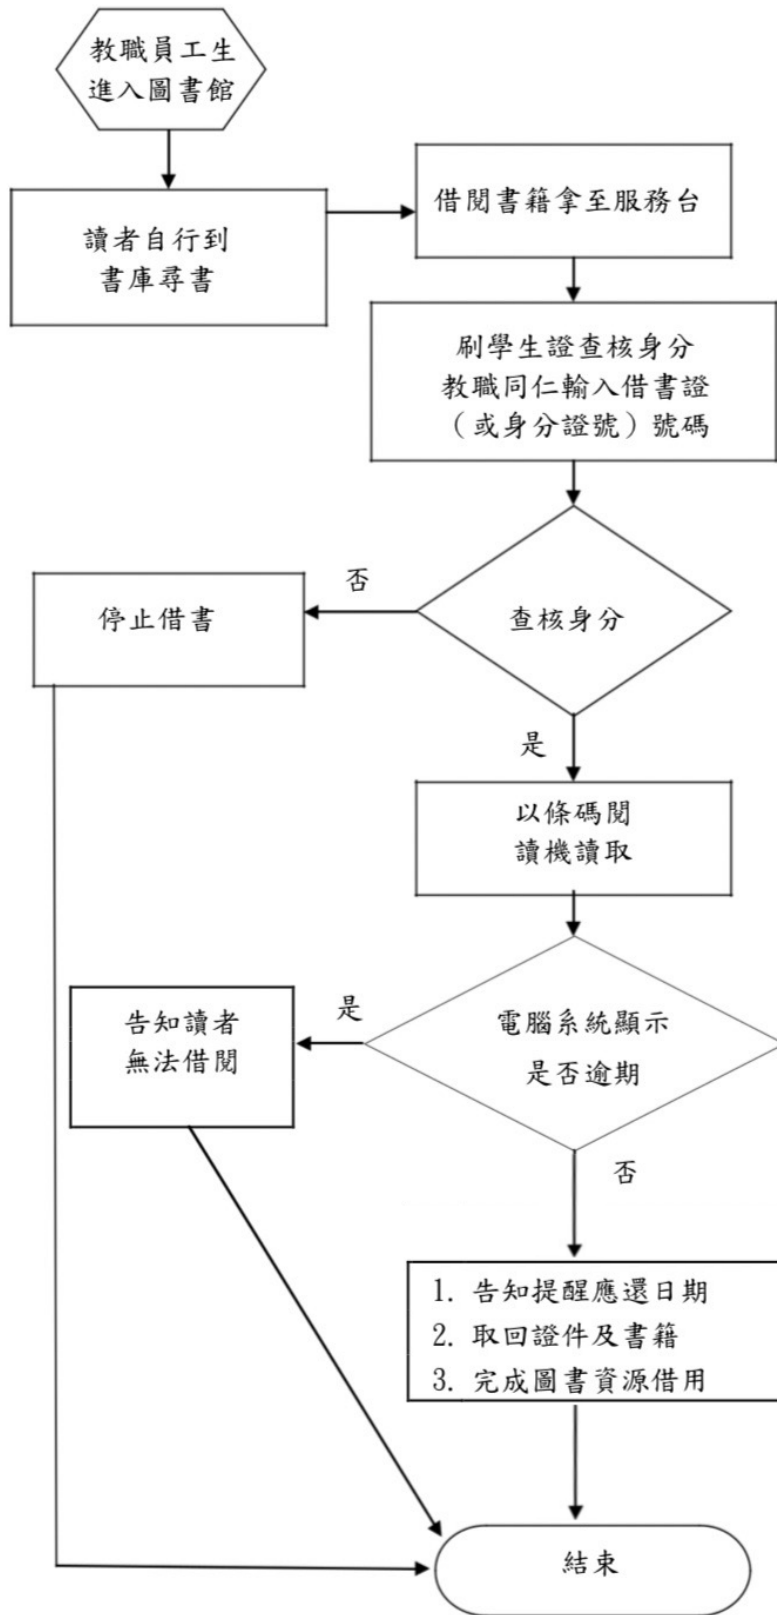 教職員工生
進入圖書館
讀者自行到
書庫尋書
借閱書籍拿至服務台
刷學生證查核身分
教職同仁輸入借書證
（或身分證號）號碼
查核身分
否
停止借書
是
以條碼閱
讀機讀取
電腦系統顯示
是否逾期
是
告知讀者
無法借閱
否
1. 告知提醒應還日期
2. 取回證件及書籍
3. 完成圖書資源借用
結束